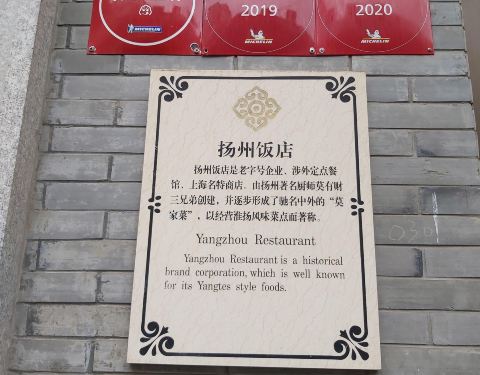 2019
2020
MICHELIN
MICHELIN
MICHELIN
扬州饭店
扬州饭店是老字号企业、涉外定点餐
馆、上海名特商店。由扬州著名厨师莫有财
三兄弟创建，并逐步形成了驰名中外的“莫
家菜”，以经营淮扬风味菜点而著称。
Yangzhou Restaurant
Yangzhou Restaurant is a historical
brand corporation, which is well known
for its Yangtes style foods.